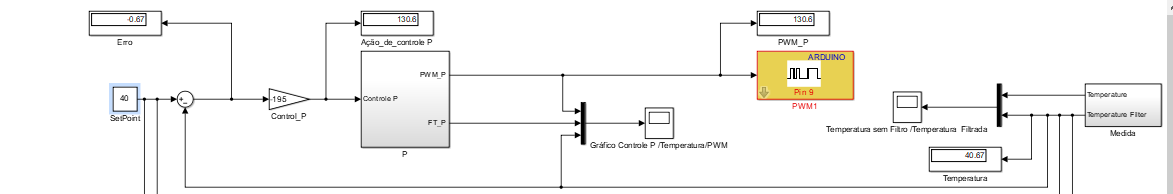 -0.67
Erro
130.6
Ação_de_controle P
130.6
PWM_P
ARDUINO
Pin 9
PWM1
40
SetPoint
-195
Control_P
Controle P
PWM_P
FT_P
P
Gráfico Controle P /Temperatura/PWM
Temperatura sem Filtro /Temperatura Filtrada
Temperature
Temperature Filter
Medida
40.67
Temperatura